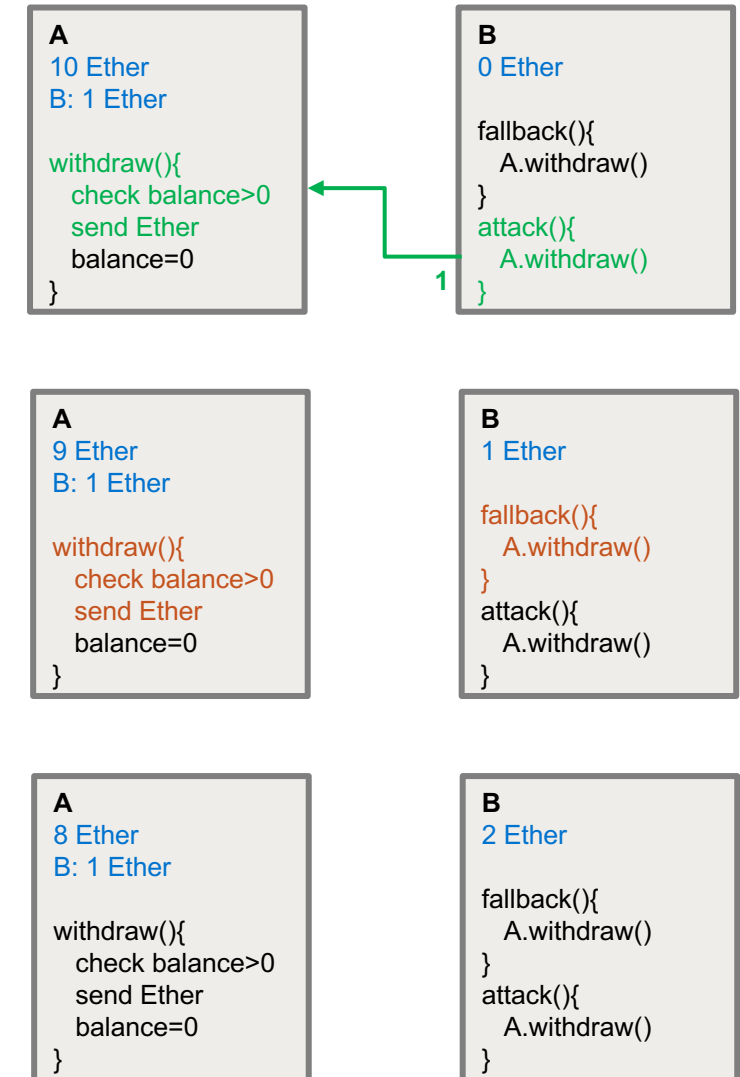 A
10 Ether
B: 1 Ether
withdraw(){
check balance>0
send Ether
balance=0
}
B
0 Ether
fallback(){
A.withdraw()
}
attack(){
A.withdraw()
}
1
A
9 Ether
B: 1 Ether
withdraw(){
check balance>0
send Ether
balance=0
}
B
1 Ether
fallback(){
A.withdraw()
}
attack(){
A.withdraw()
}
A
8 Ether
B: 1 Ether
withdraw(){
check balance>0
send Ether
balance=0
}
B
2 Ether
fallback(){
A.withdraw()
}
attack(){
A.withdraw()
}